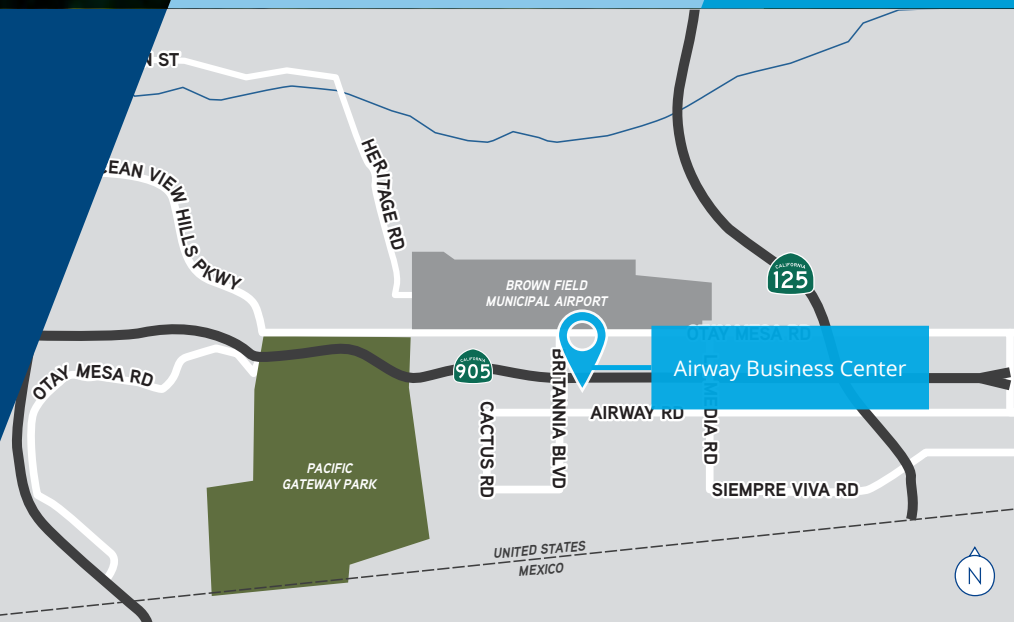 ST
HERITAGE RD
VIEW HILLS PKWY
CALIFORNIA
125
BROWN FIELD
MUNICIPAL AIRPORT
OTAY MESA RD
Airway Business Center
CALIFORNIA
905
OTAY MESA RD
BRITANNIA BLVD
CACTUS RD
AIRWAY RD
MEDIA RD
PACIFIC
GATEWAY PARK
SIEMPRE VIVA RD
UNITED STATES
MEXICO
N